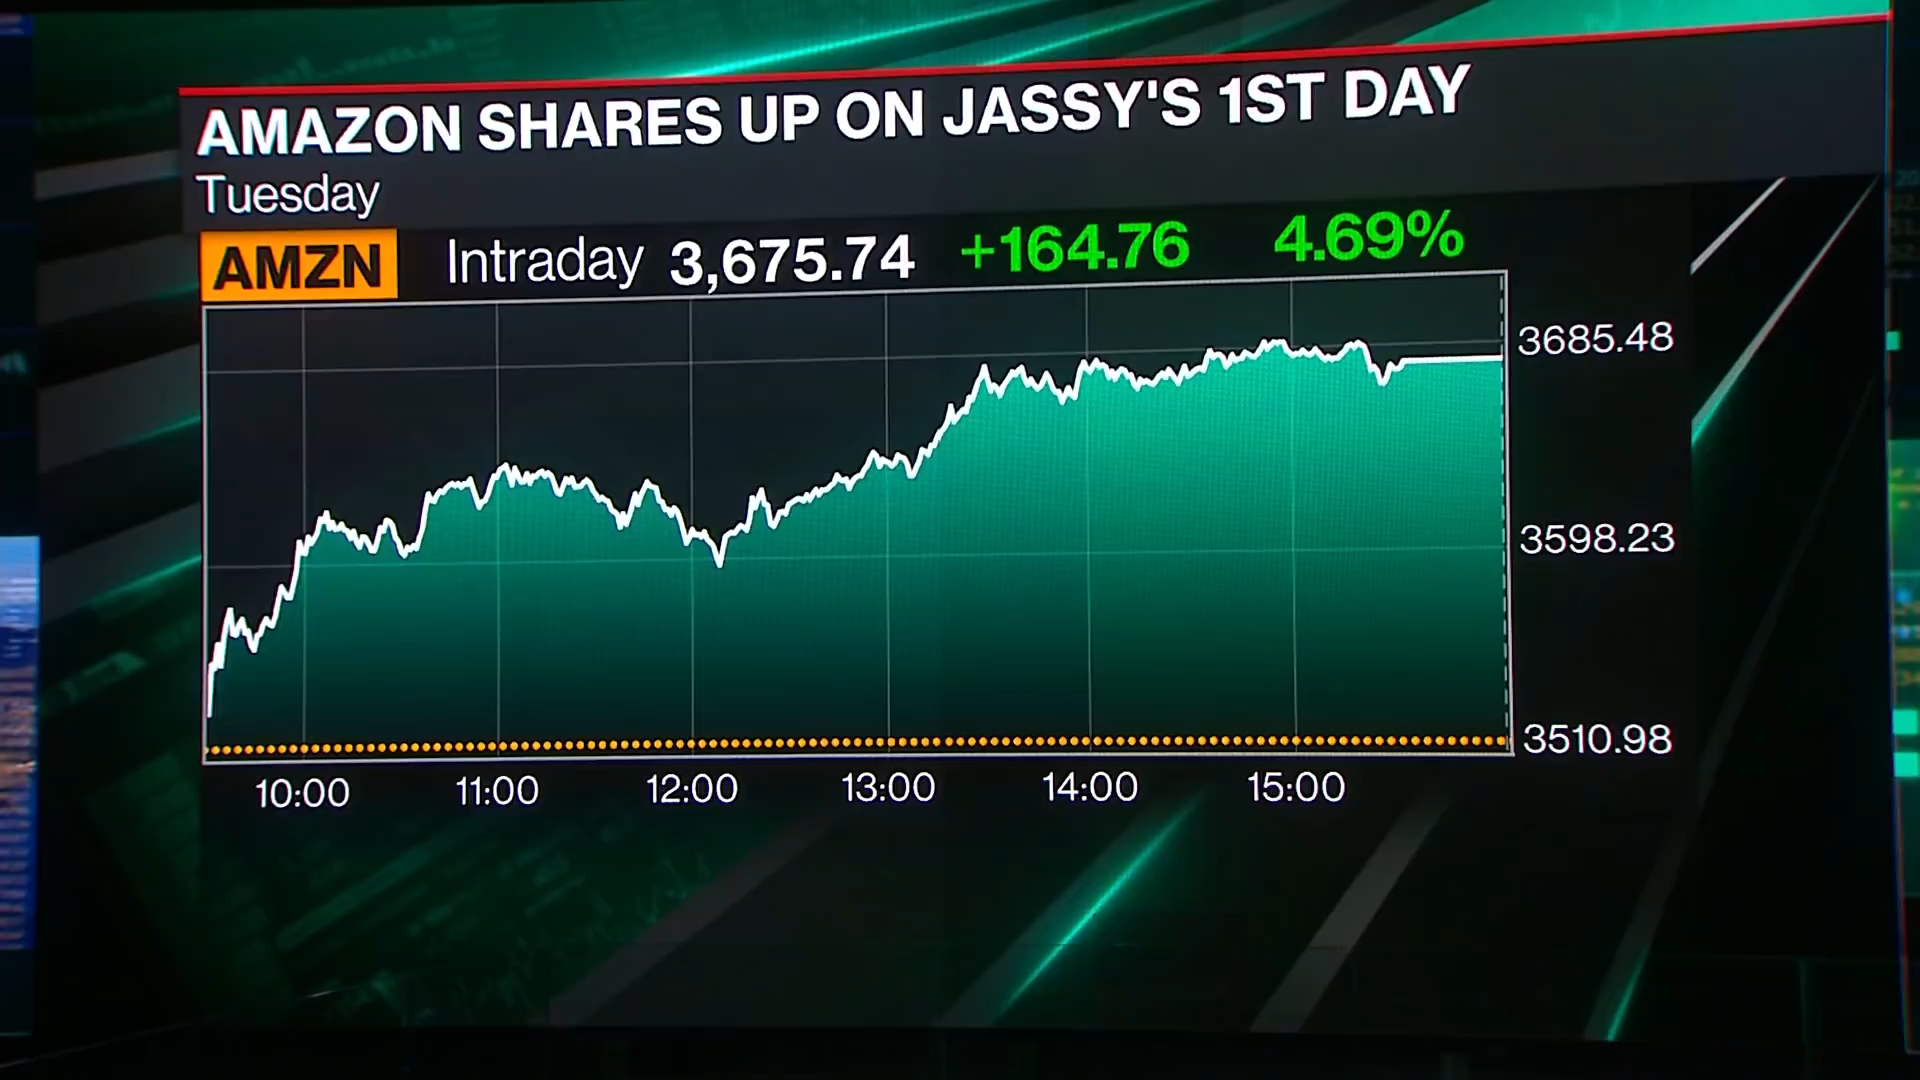 AMAZON SHARES UP ON JASSY'S 1ST DAY
Tuesday
AMZN Intraday 3,675.74 +164.76 4.69%
3685.48
3598.23
3510.98
10:00 11:00 12:00 13:00 14:00 15:00